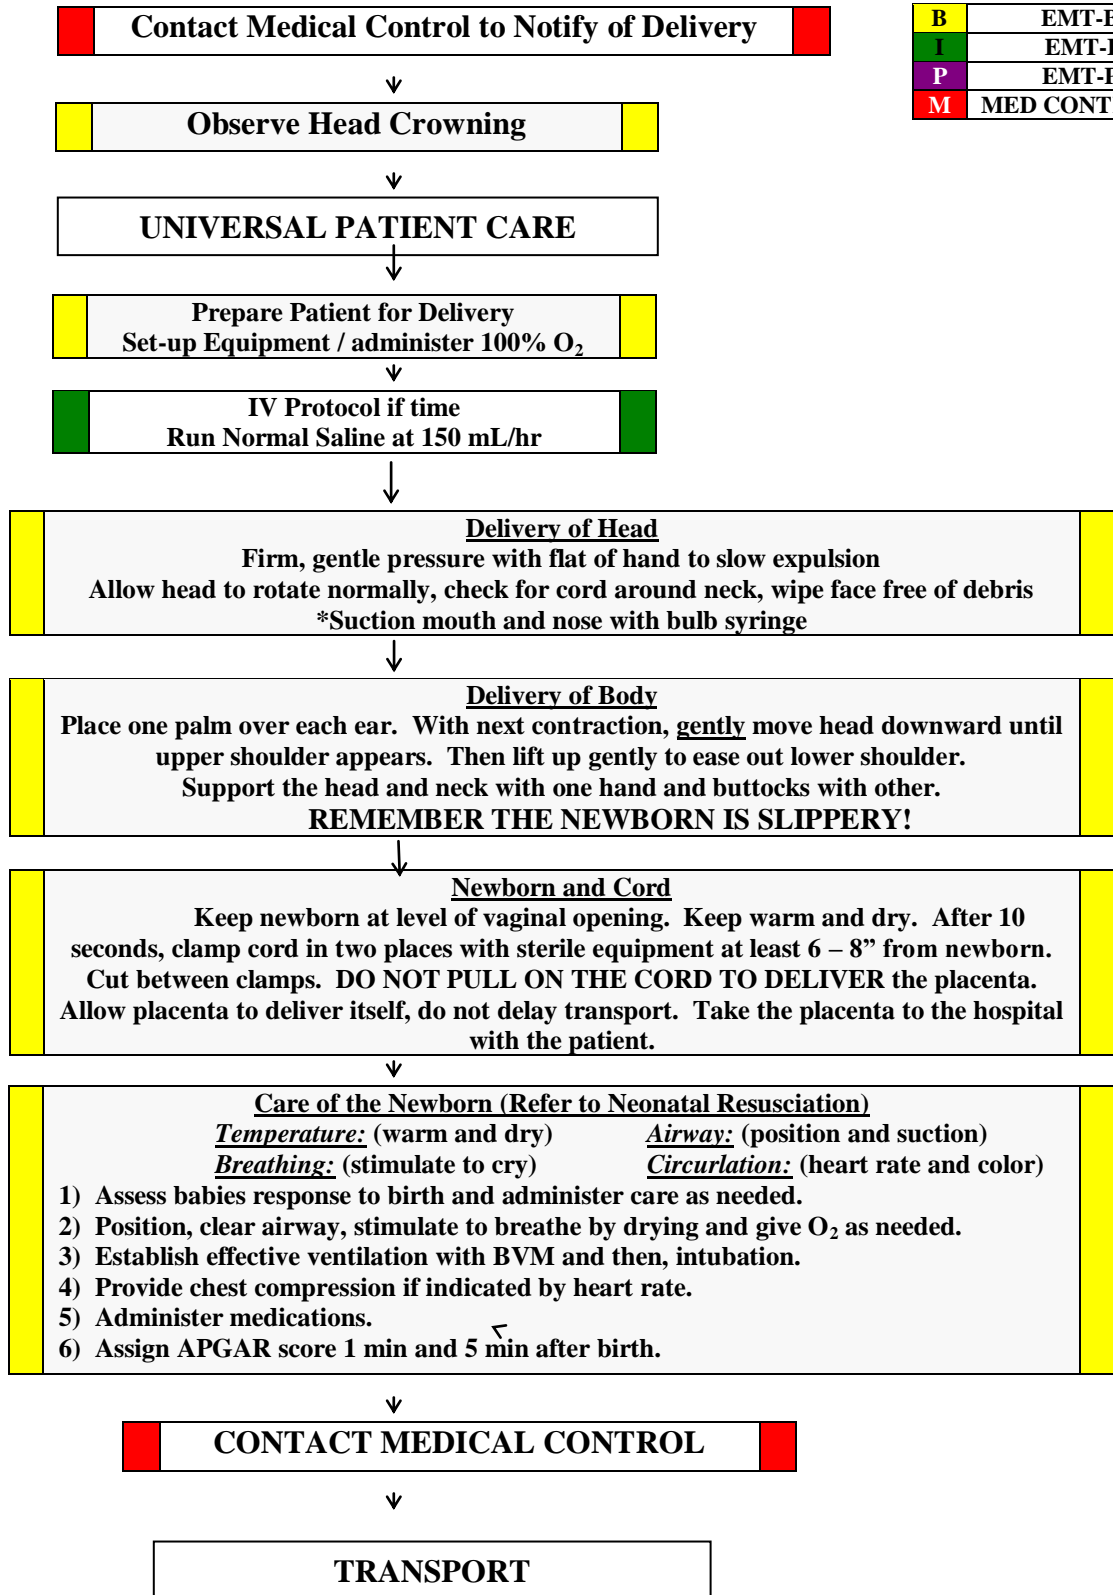 Contact Medical Control to Notify of Delivery
B EMT-B
I EMT-I
P EMT-P
M MED CONT
Observe Head Crowning
UNIVERSAL PATIENT CARE
Prepare Patient for Delivery
Set-up Equipment / administer 100% O₂
IV Protocol if time
Run Normal Saline at 150 mL/hr
Delivery of Head
Firm, gentle pressure with flat of hand to slow expulsion
Allow head to rotate normally, check for cord around neck, wipe face free of debris
*Suction mouth and nose with bulb syringe
Delivery of Body
Place one palm over each ear. With next contraction, gently move head downward until
upper shoulder appears. Then lift up gently to ease out lower shoulder.
Support the head and neck with one hand and buttocks with other.
REMEMBER THE NEWBORN IS SLIPPERY!
Newborn and Cord
Keep newborn at level of vaginal opening. Keep warm and dry. After 10
seconds, clamp cord in two places with sterile equipment at least 6 – 8” from newborn.
Cut between clamps. DO NOT PULL ON THE CORD TO DELIVER the placenta.
Allow placenta to deliver itself, do not delay transport. Take the placenta to the hospital
with the patient.
Care of the Newborn (Refer to Neonatal Resusciation)
Temperature: (warm and dry) Airway: (position and suction)
Breathing: (stimulate to cry) Circurlation: (heart rate and color)
1) Assess babies response to birth and administer care as needed.
2) Position, clear airway, stimulate to breathe by drying and give O₂ as needed.
3) Establish effective ventilation with BVM and then, intubation.
4) Provide chest compression if indicated by heart rate.
5) Administer medications.
6) Assign APGAR score 1 min and 5 min after birth.
CONTACT MEDICAL CONTROL
TRANSPORT